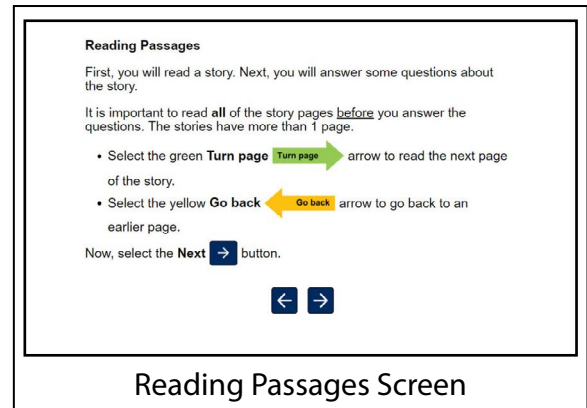 Reading Passages
First, you will read a story. Next, you will answer some questions about
the story.
It is important to read all of the story pages before you answer the
questions. The stories have more than 1 page.
• Select the green Turn page Turn page arrow to read the next page
of the story.
• Select the yellow Go back Go back arrow to go back to an
earlier page.
Now, select the Next → button.
← →
Reading Passages Screen